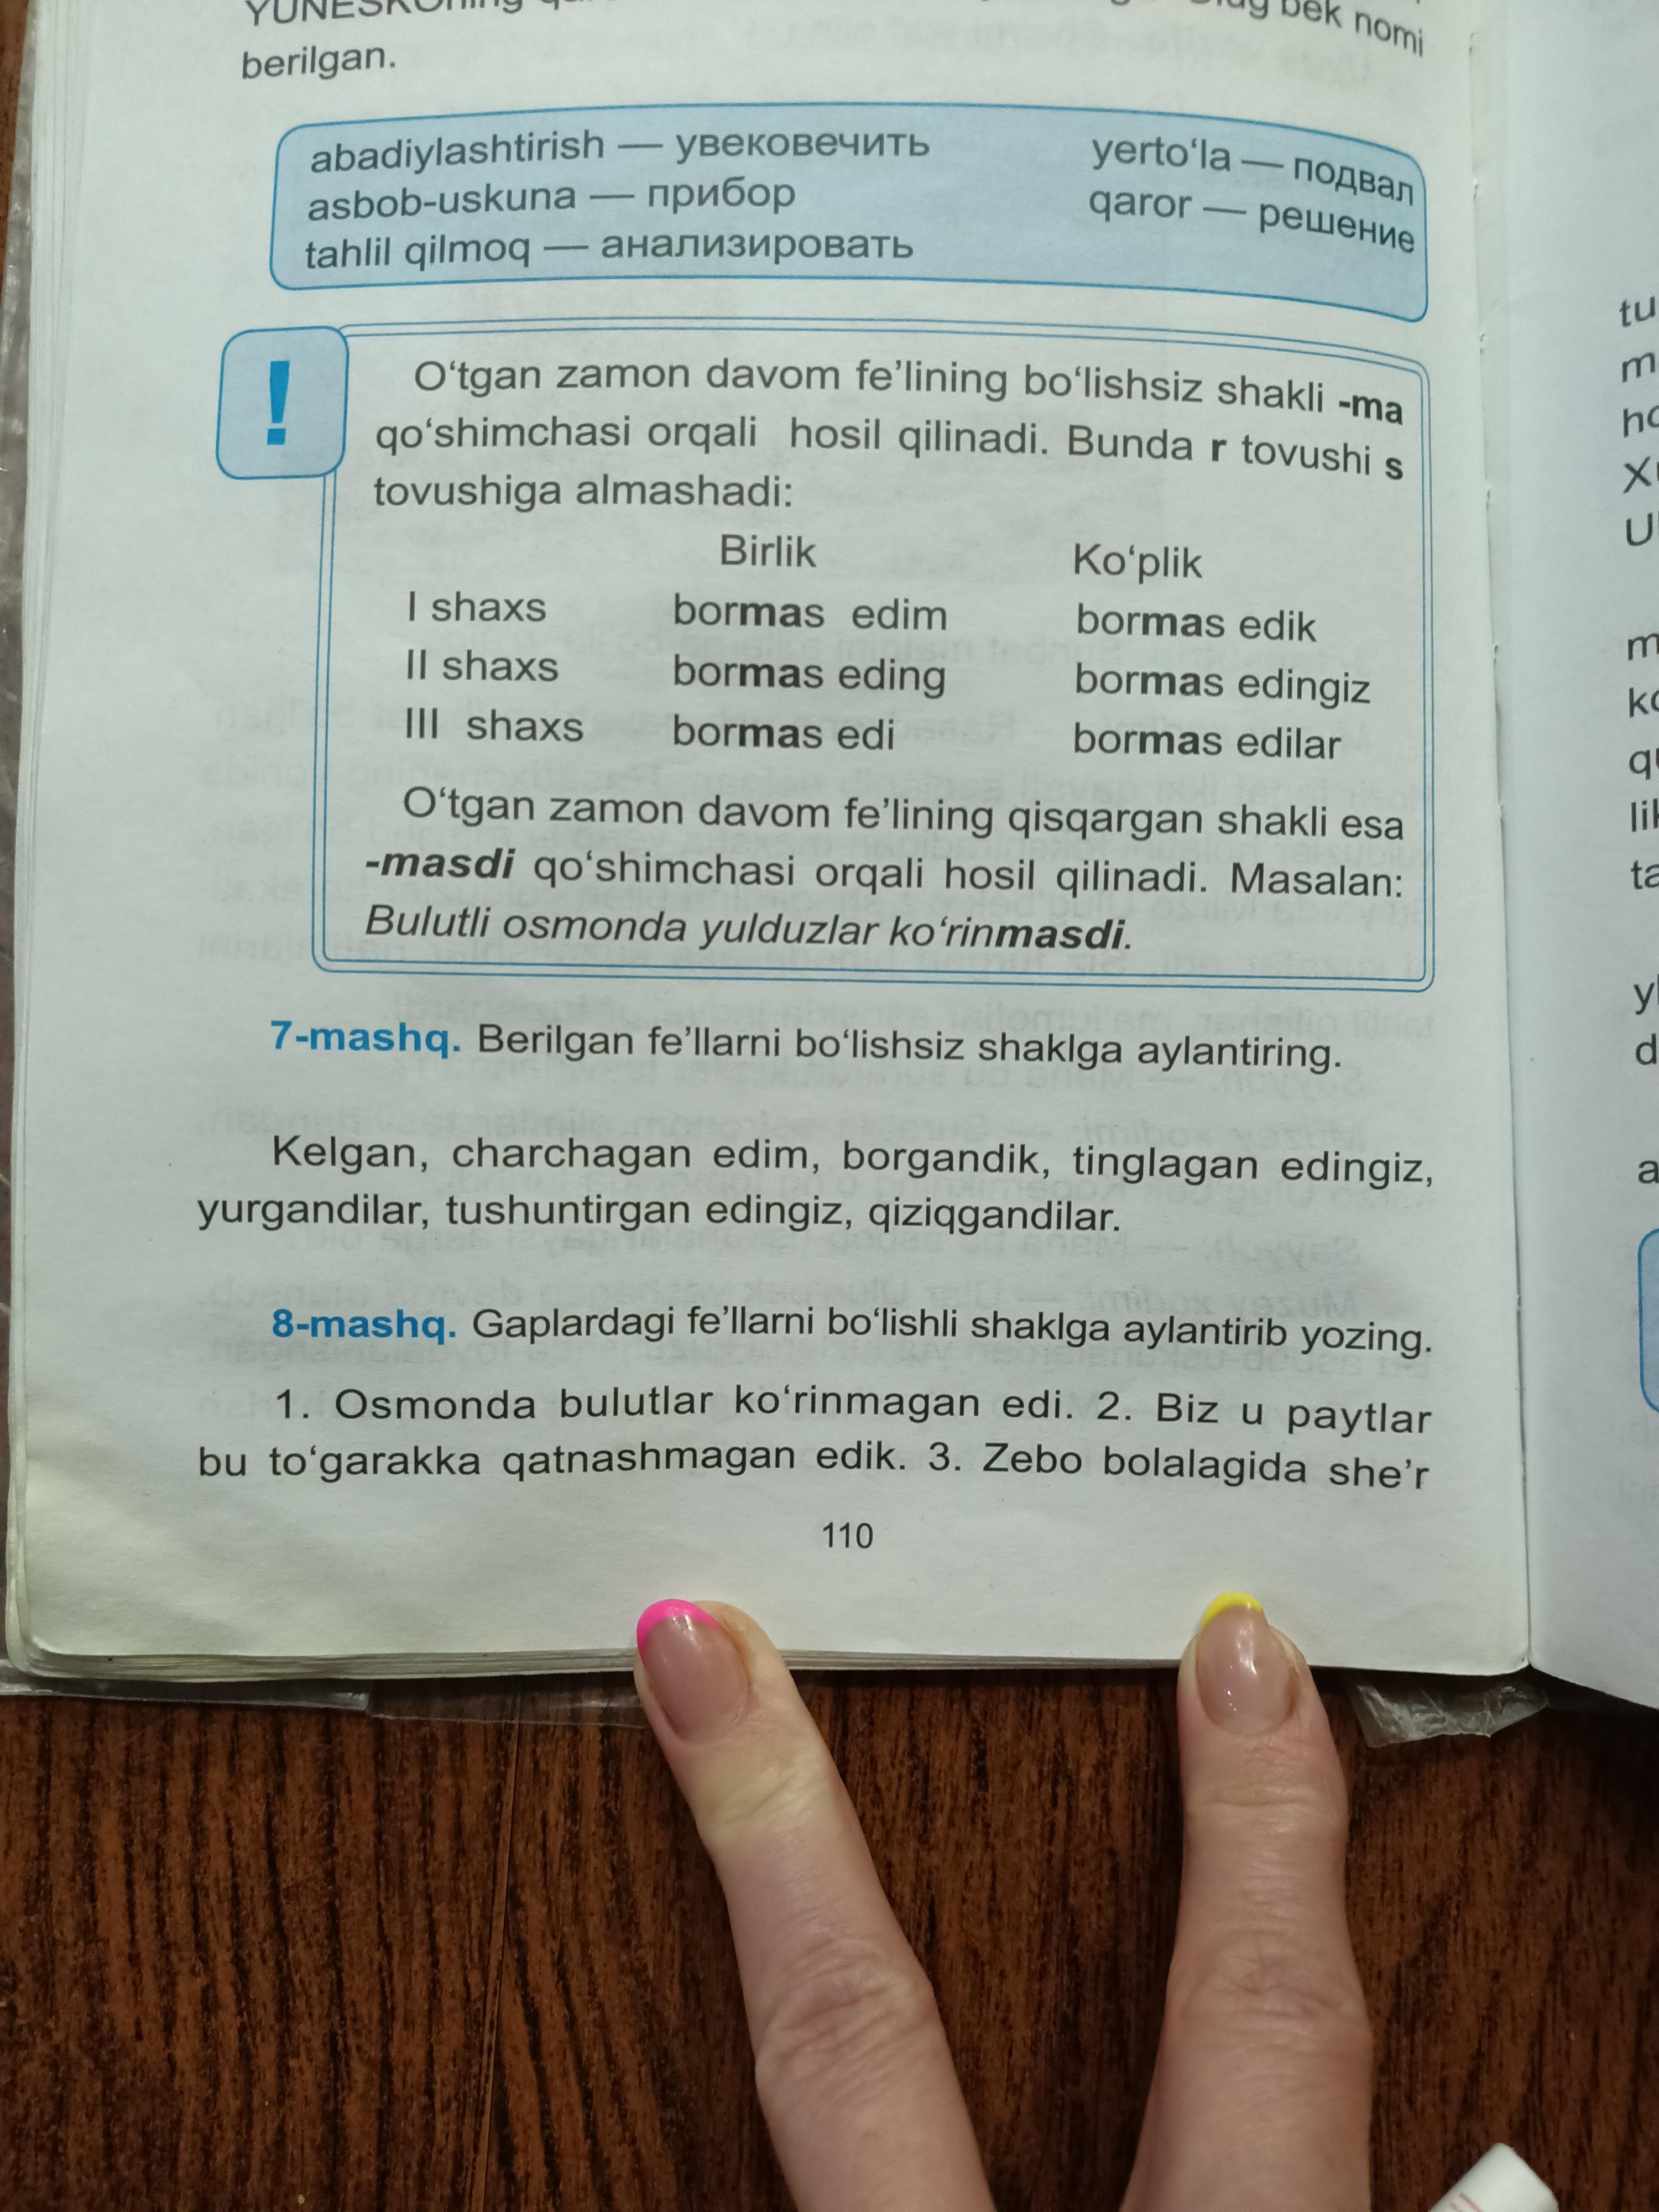 bek nomi
berilgan.
abadiylashtirish — увековечить
asbob-uskuna — прибор
tahlil qilmoq — анализировать
yerto‘la — подвал
qaror — решение
!
O‘tgan zamon davom fe’lining bo‘lishsiz shakli -ma
qo‘shimchasi orqali hosil qilinadi. Bunda r tovushi s
tovushiga almashadi:
Birlik Ko‘plik
I shaxs bormas edim bormas edik
II shaxs bormas eding bormas edingiz
III shaxs bormas edi bormas edilar
O‘tgan zamon davom fe’lining qisqargan shakli esa
-masdi qo‘shimchasi orqali hosil qilinadi. Masalan:
Bulutli osmonda yulduzlar ko‘rinmasdi.
7-mashq. Berilgan fe’llarni bo‘lishsiz shaklga aylantiring.
Kelgan, charchagan edim, borgandik, tinglagan edingiz,
yurgandilar, tushuntirgan edingiz, qiziqgandilar.
8-mashq. Gaplardagi fe’llarni bo‘lishli shaklga aylantirib yozing.
1. Osmonda bulutlar ko‘rinmagan edi. 2. Biz u paytlar
bu to‘garakka qatnashmagan edik. 3. Zebo bolalagida she’r
110